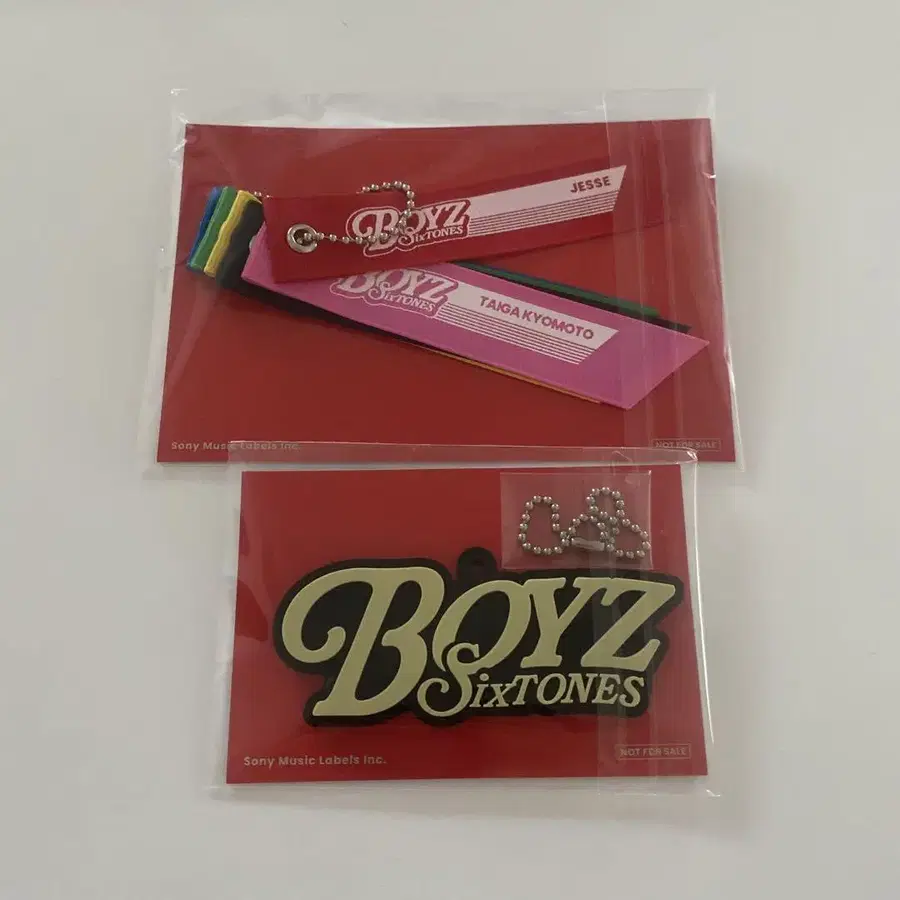 JESSE
BOYZ
SixTONES
BOYZ
SixTONES
TAIGA KYOMOTO
Sony Music Labels Inc.
NOT FOR SALE
BOYZ
SixTONES
Sony Music Labels Inc.
NOT FOR SALE